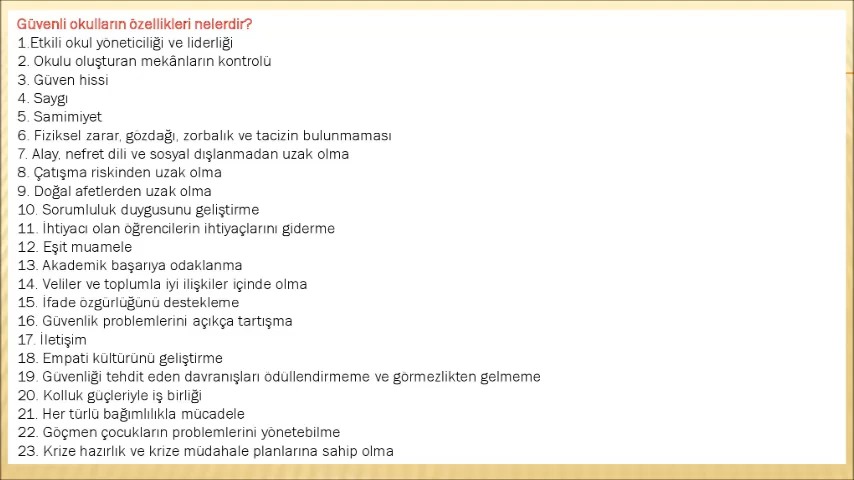 Güvenli okulların özellikleri nelerdir?
1.Etkili okul yöneticiliği ve liderliği
2. Okulu oluşturan mekânların kontrolü
3. Güven hissi
4. Saygı
5. Samimiyet
6. Fiziksel zarar, gözdağı, zorbalık ve tacizin bulunmaması
7. Alay, nefret dili ve sosyal dışlanmadan uzak olma
8. Çatışma riskinden uzak olma
9. Doğal afetlerden uzak olma
10. Sorumluluk duygusunu geliştirme
11. İhtiyacı olan öğrencilerin ihtiyaçlarını giderme
12. Eşit muamele
13. Akademik başarıya odaklanma
14. Veliler ve toplumla iyi ilişkiler içinde olma
15. İfade özgürlüğünü destekleme
16. Güvenlik problemlerini açıkça tartışma
17. İletişim
18. Empati kültürünü geliştirme
19. Güvenliği tehdit eden davranışları ödüllendirmeme ve görmezlikten gelmeme
20. Kolluk güçleriyle iş birliği
21. Her türlü bağımlılıkla mücadele
22. Göçmen çocukların problemlerini yönetebilme
23. Krize hazırlık ve krize müdahale planlarına sahip olma